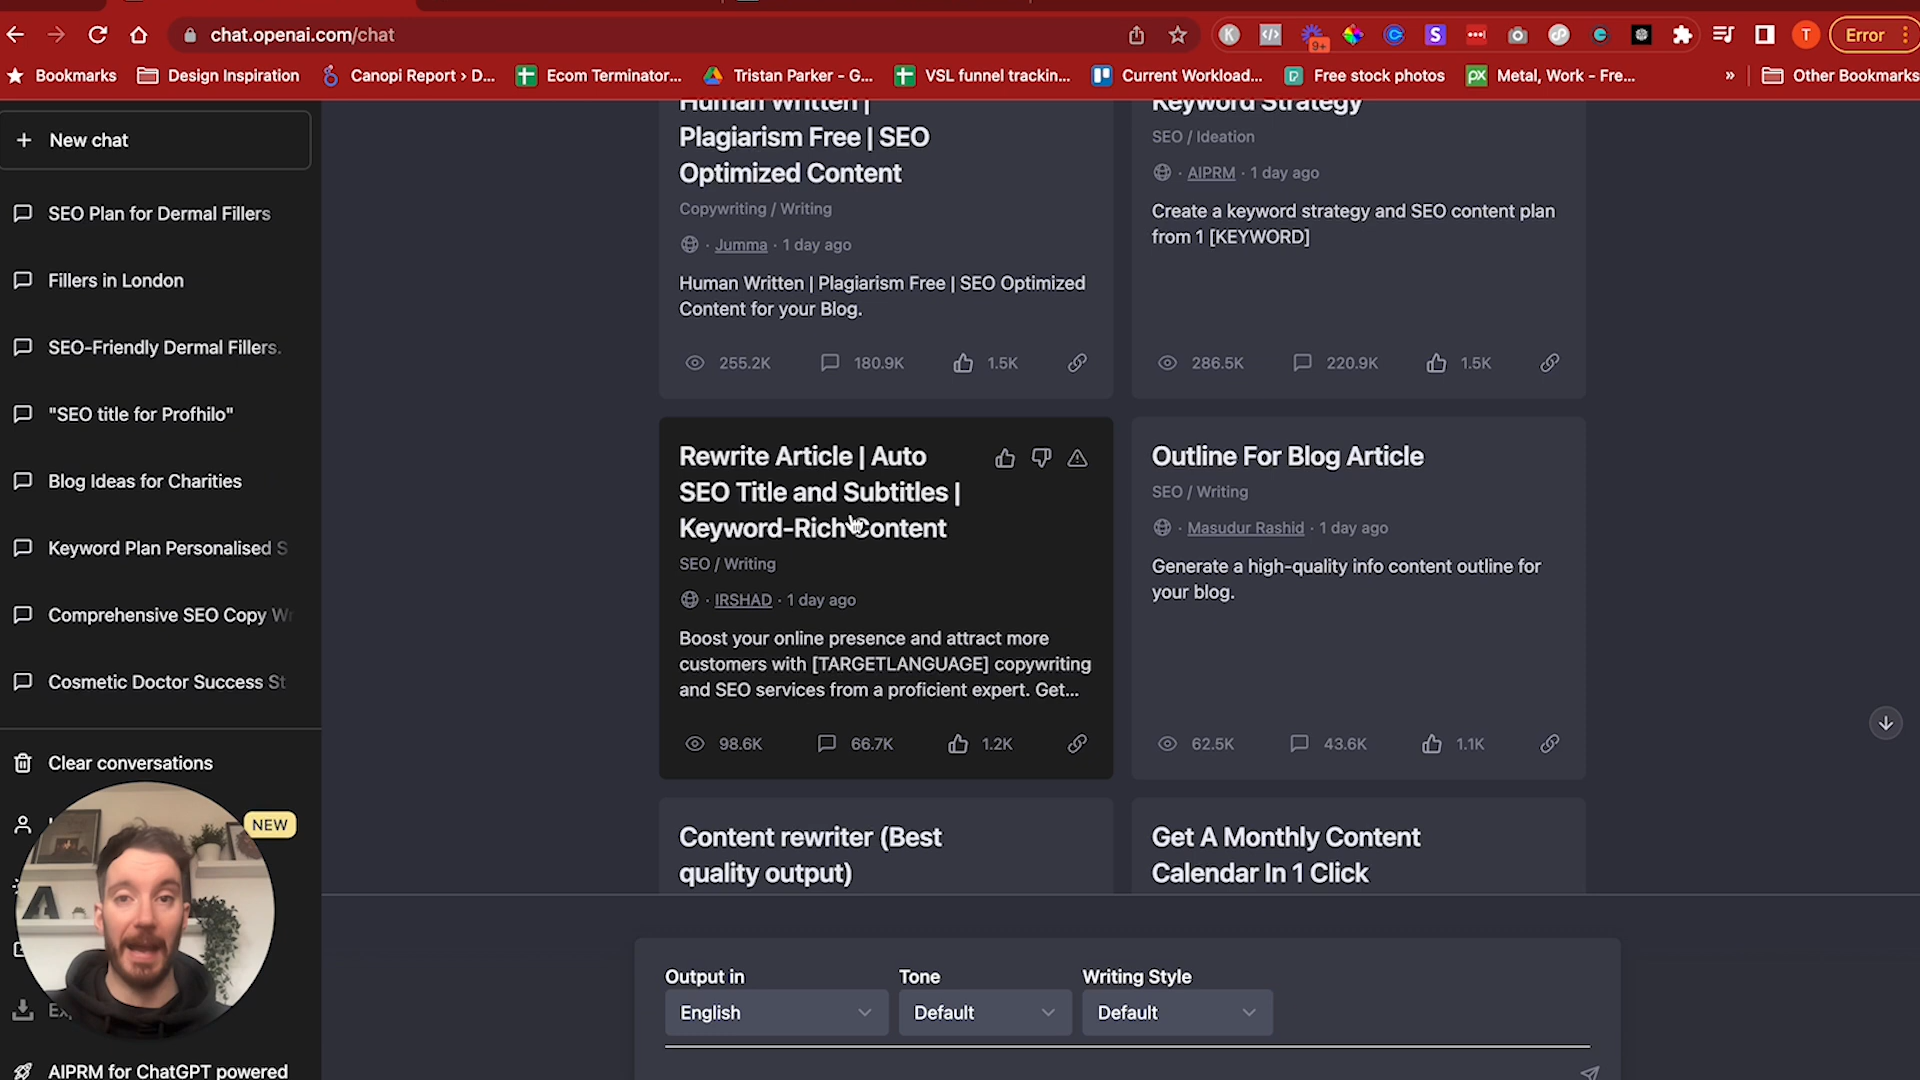 chat.openai.com/chat
9+
T
Error
Bookmarks
Design Inspiration
Canopi Report > D...
Ecom Terminator...
Tristan Parker - G...
VSL funnel trackin...
Current Workload...
Free stock photos
Metal, Work - Fre...
»
Other Bookmarks
New chat
SEO Plan for Dermal Fillers
Fillers in London
SEO-Friendly Dermal Fillers.
"SEO title for Profhilo"
Blog Ideas for Charities
Keyword Plan Personalised S
Comprehensive SEO Copy Wr
Cosmetic Doctor Success St
Clear conversations
NEW
Ex
AIPRM for ChatGPT powered
Human Written |
Plagiarism Free | SEO
Optimized Content
Copywriting / Writing
· Jumma · 1 day ago
Human Written | Plagiarism Free | SEO Optimized
Content for your Blog.
255.2K 180.9K 1.5K
Keyword Strategy
SEO / Ideation
· AIPRM · 1 day ago
Create a keyword strategy and SEO content plan
from 1 [KEYWORD]
286.5K 220.9K 1.5K
Rewrite Article | Auto
SEO Title and Subtitles |
Keyword-Rich Content
SEO / Writing
· IRSHAD · 1 day ago
Boost your online presence and attract more
customers with [TARGETLANGUAGE] copywriting
and SEO services from a proficient expert. Get...
98.6K 66.7K 1.2K
Outline For Blog Article
SEO / Writing
· Masudur Rashid · 1 day ago
Generate a high-quality info content outline for
your blog.
62.5K 43.6K 1.1K
Content rewriter (Best
quality output)
Get A Monthly Content
Calendar In 1 Click
Output in Tone Writing Style
English Default Default